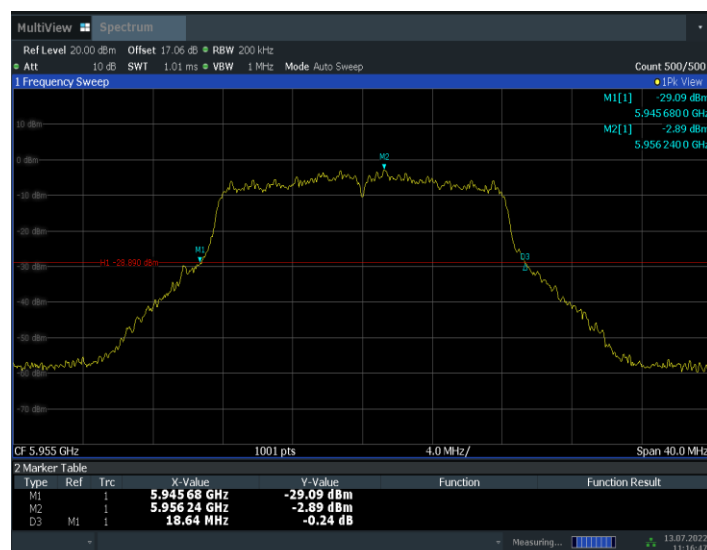 MultiView Spectrum
Ref Level 20.00 dBm Offset 17.06 dB RBW 200 kHz
Att 10 dB SWT 1.01 ms VBW 1 MHz Mode Auto Sweep Count 500/500
1 Frequency Sweep 1Pk View
M1[1] -29.09 dBm
5.945 680 0 GHz
M2[1] -2.89 dBm
5.956 240 0 GHz
10 dBm
0 dBm
M2
-10 dBm
-20 dBm
M1
D3
H1 -28.890 dBm
-30 dBm
-40 dBm
-50 dBm
-60 dBm
-70 dBm
CF 5.955 GHz 1001 pts 4.0 MHz/ Span 40.0 MHz
2 Marker Table
Type Ref Trc X-Value Y-Value Function Function Result
M1 1 5.945 68 GHz -29.09 dBm
M2 1 5.956 24 GHz -2.89 dBm
D3 M1 1 18.64 MHz -0.24 dB
Measuring... 13.07.2022